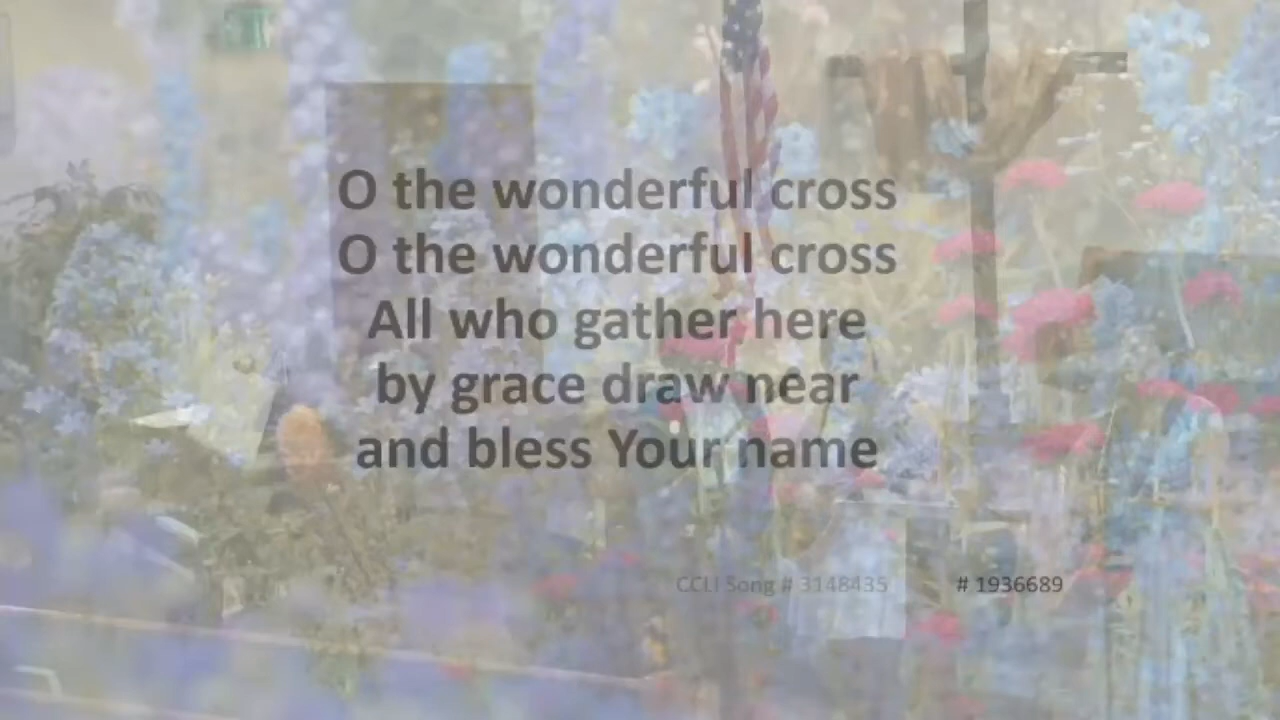 O the wonderful cross
O the wonderful cross
All who gather here
by grace draw near
and bless Your name
CCLI Song # 3148435 # 1936689